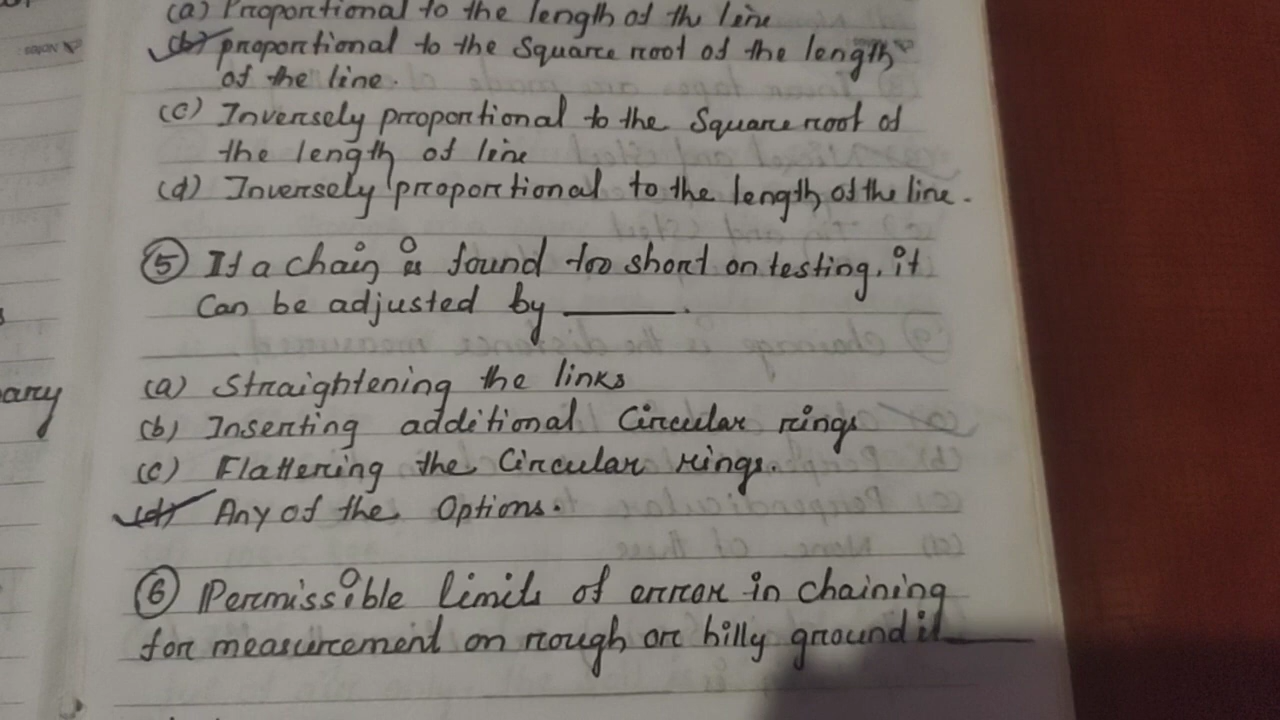 (a) Proportional to the length of the line
(b) proportional to the Square root of the length
of the line.
(c) Inversely proportional to the Square root of
the length of line
(d) Inversely proportional to the length of the line.
(5) If a chain is found too short on testing, it
Can be adjusted by ______.
(a) Straightening the links
(b) Inserting additional Circular rings
(c) Flattering the Circular rings.
(d) Any of the Options.
ary
(6) Permissible limits of error in chaining
for measurement on rough or hilly ground is ______